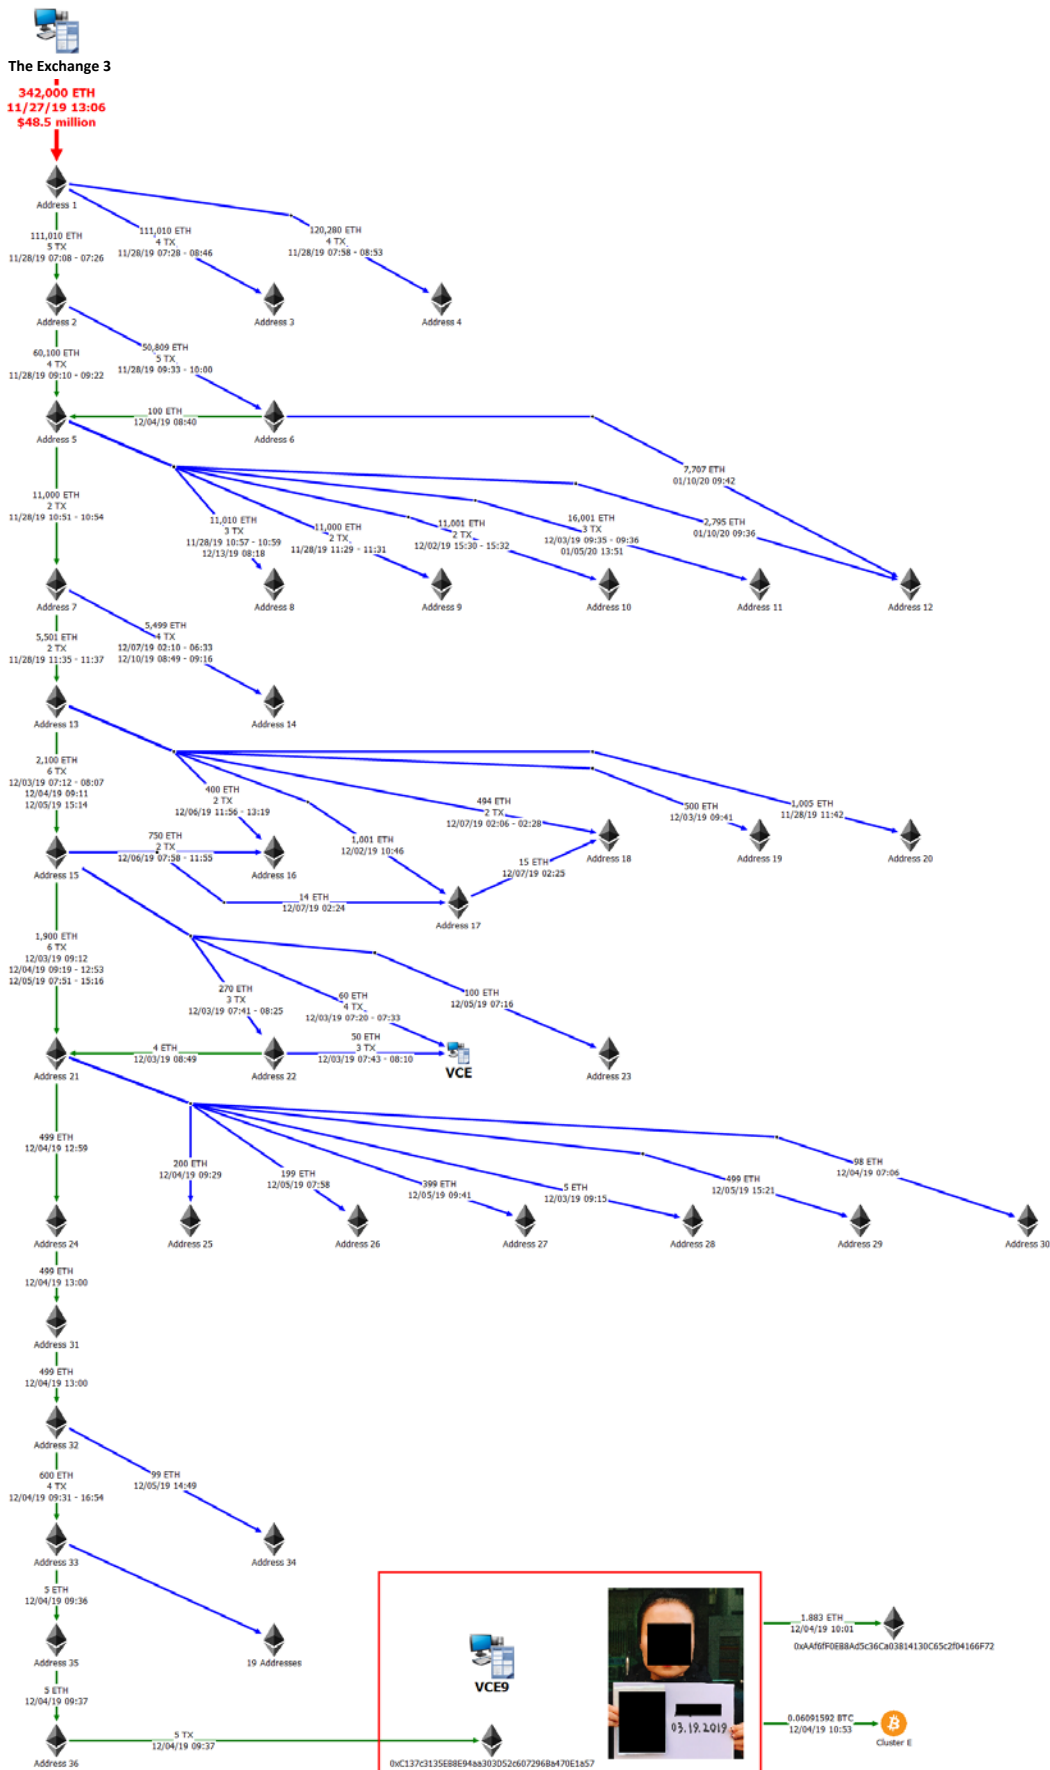 The Exchange 3
342,000 ETH
11/27/19 13:06
$48.5 million
Address 1
111,010 ETH
5 TX
11/28/19 07:08 - 07:26
111,010 ETH
4 TX
11/28/19 07:28 - 08:46
120,280 ETH
4 TX
11/28/19 07:58 - 08:53
Address 2
Address 3
Address 4
60,100 ETH
4 TX
11/28/19 09:10 - 09:22
50,809 ETH
5 TX
11/28/19 09:33 - 10:00
Address 5
100 ETH
12/04/19 08:40
Address 6
7,707 ETH
01/10/20 09:42
11,000 ETH
2 TX
11/28/19 10:51 - 10:54
11,010 ETH
3 TX
11/28/19 10:57 - 10:59
12/13/19 08:18
11,000 ETH
2 TX
11/28/19 11:29 - 11:31
11,001 ETH
2 TX
12/02/19 15:30 - 15:32
16,001 ETH
3 TX
12/03/19 09:35 - 09:36
01/05/20 13:51
2,795 ETH
01/10/20 09:36
Address 7
Address 8
Address 9
Address 10
Address 11
Address 12
5,501 ETH
2 TX
11/28/19 11:35 - 11:37
5,499 ETH
4 TX
12/07/19 02:10 - 06:33
12/10/19 08:49 - 09:16
Address 13
Address 14
2,100 ETH
6 TX
12/03/19 07:12 - 08:07
12/04/19 09:11
12/05/19 15:14
400 ETH
2 TX
12/06/19 11:56 - 13:19
1,001 ETH
12/02/19 10:46
494 ETH
2 TX
12/07/19 02:06 - 02:28
500 ETH
12/03/19 09:41
1,005 ETH
11/28/19 11:42
Address 15
750 ETH
2 TX
12/06/19 07:58 - 11:55
Address 16
15 ETH
12/07/19 02:25
Address 18
Address 19
Address 20
14 ETH
12/07/19 02:24
Address 17
1,900 ETH
6 TX
12/03/19 09:12
12/04/19 09:19 - 12:53
12/05/19 07:51 - 15:16
270 ETH
3 TX
12/03/19 07:41 - 08:25
60 ETH
4 TX
12/03/19 07:20 - 07:33
100 ETH
12/05/19 07:16
Address 21
4 ETH
12/03/19 08:49
Address 22
50 ETH
3 TX
12/03/19 07:43 - 08:10
VCE
Address 23
499 ETH
12/04/19 12:59
200 ETH
12/04/19 09:29
199 ETH
12/05/19 07:58
399 ETH
12/05/19 09:41
5 ETH
12/03/19 09:15
499 ETH
12/05/19 15:21
98 ETH
12/04/19 07:06
Address 24
Address 25
Address 26
Address 27
Address 28
Address 29
Address 30
499 ETH
12/04/19 13:00
Address 31
499 ETH
12/04/19 13:00
Address 32
600 ETH
4 TX
12/04/19 09:31 - 16:54
99 ETH
12/05/19 14:49
Address 33
Address 34
5 ETH
12/04/19 09:36
Address 35
19 Addresses
5 ETH
12/04/19 09:37
Address 36
5 TX
12/04/19 09:37
VCE9
0xC137c3135E88E94aa303D52c607296Ba470E1a57
03.19.2019
1.883 ETH
12/04/19 10:01
0xAAf6fF0EB8Ad5c36Ca03814130C65c2f04166F72
0.06091592 BTC
12/04/19 10:53
Cluster E